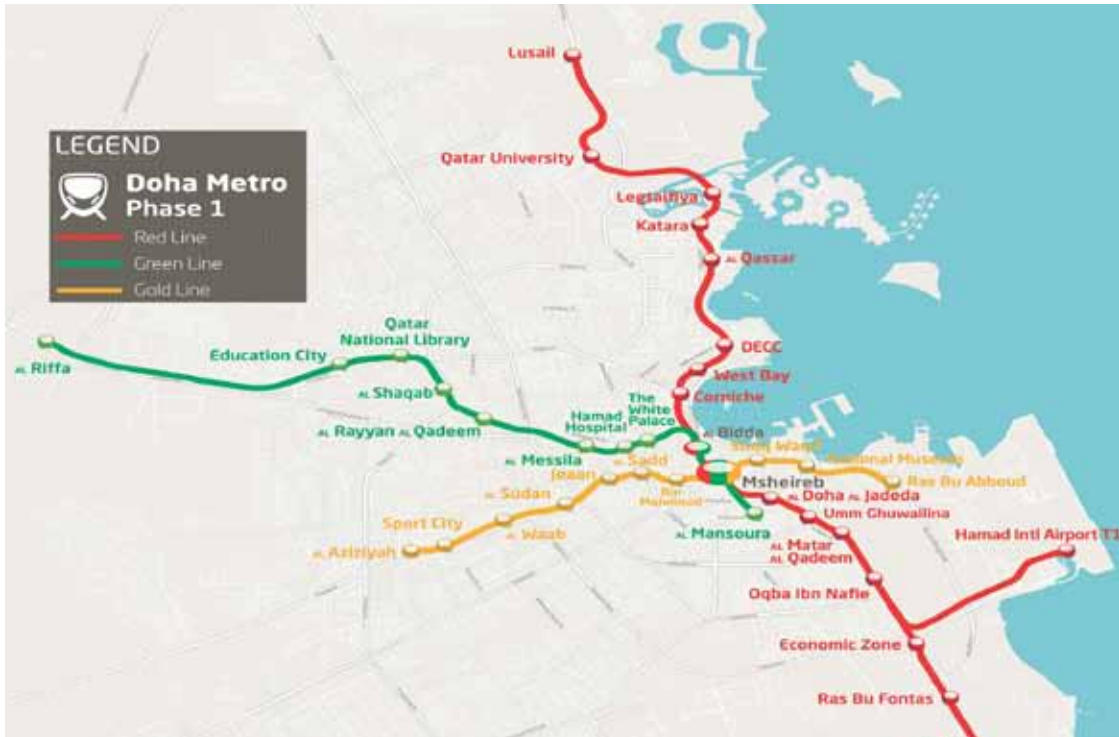 Lusail
LEGEND
Doha Metro
Phase 1
Red Line
Green Line
Gold Line
Qatar University
Legtaifiya
Katara
AL Qassar
DECC
West Bay
Corniche
AL Bidda
Qatar
National Library
Education City
AL Riffa
AL Shaqab
AL Rayyan AL Qadeem
AL Messila
Hamad
Hospital
The
White
Palace
AL Sadd
Joaan
AL Sudan
AL Waab
Sport City
AL Aziziyah
Bin
Mahmoud
Souq Waqif
National Museum
Ras Bu Abboud
Msheireb
AL Mansoura
AL Doha AL Jadeda
Umm Ghuwallina
AL Matar
AL Qadeem
Oqba Ibn Nafie
Hamad Intl Airport T1
Economic Zone
Ras Bu Fontas